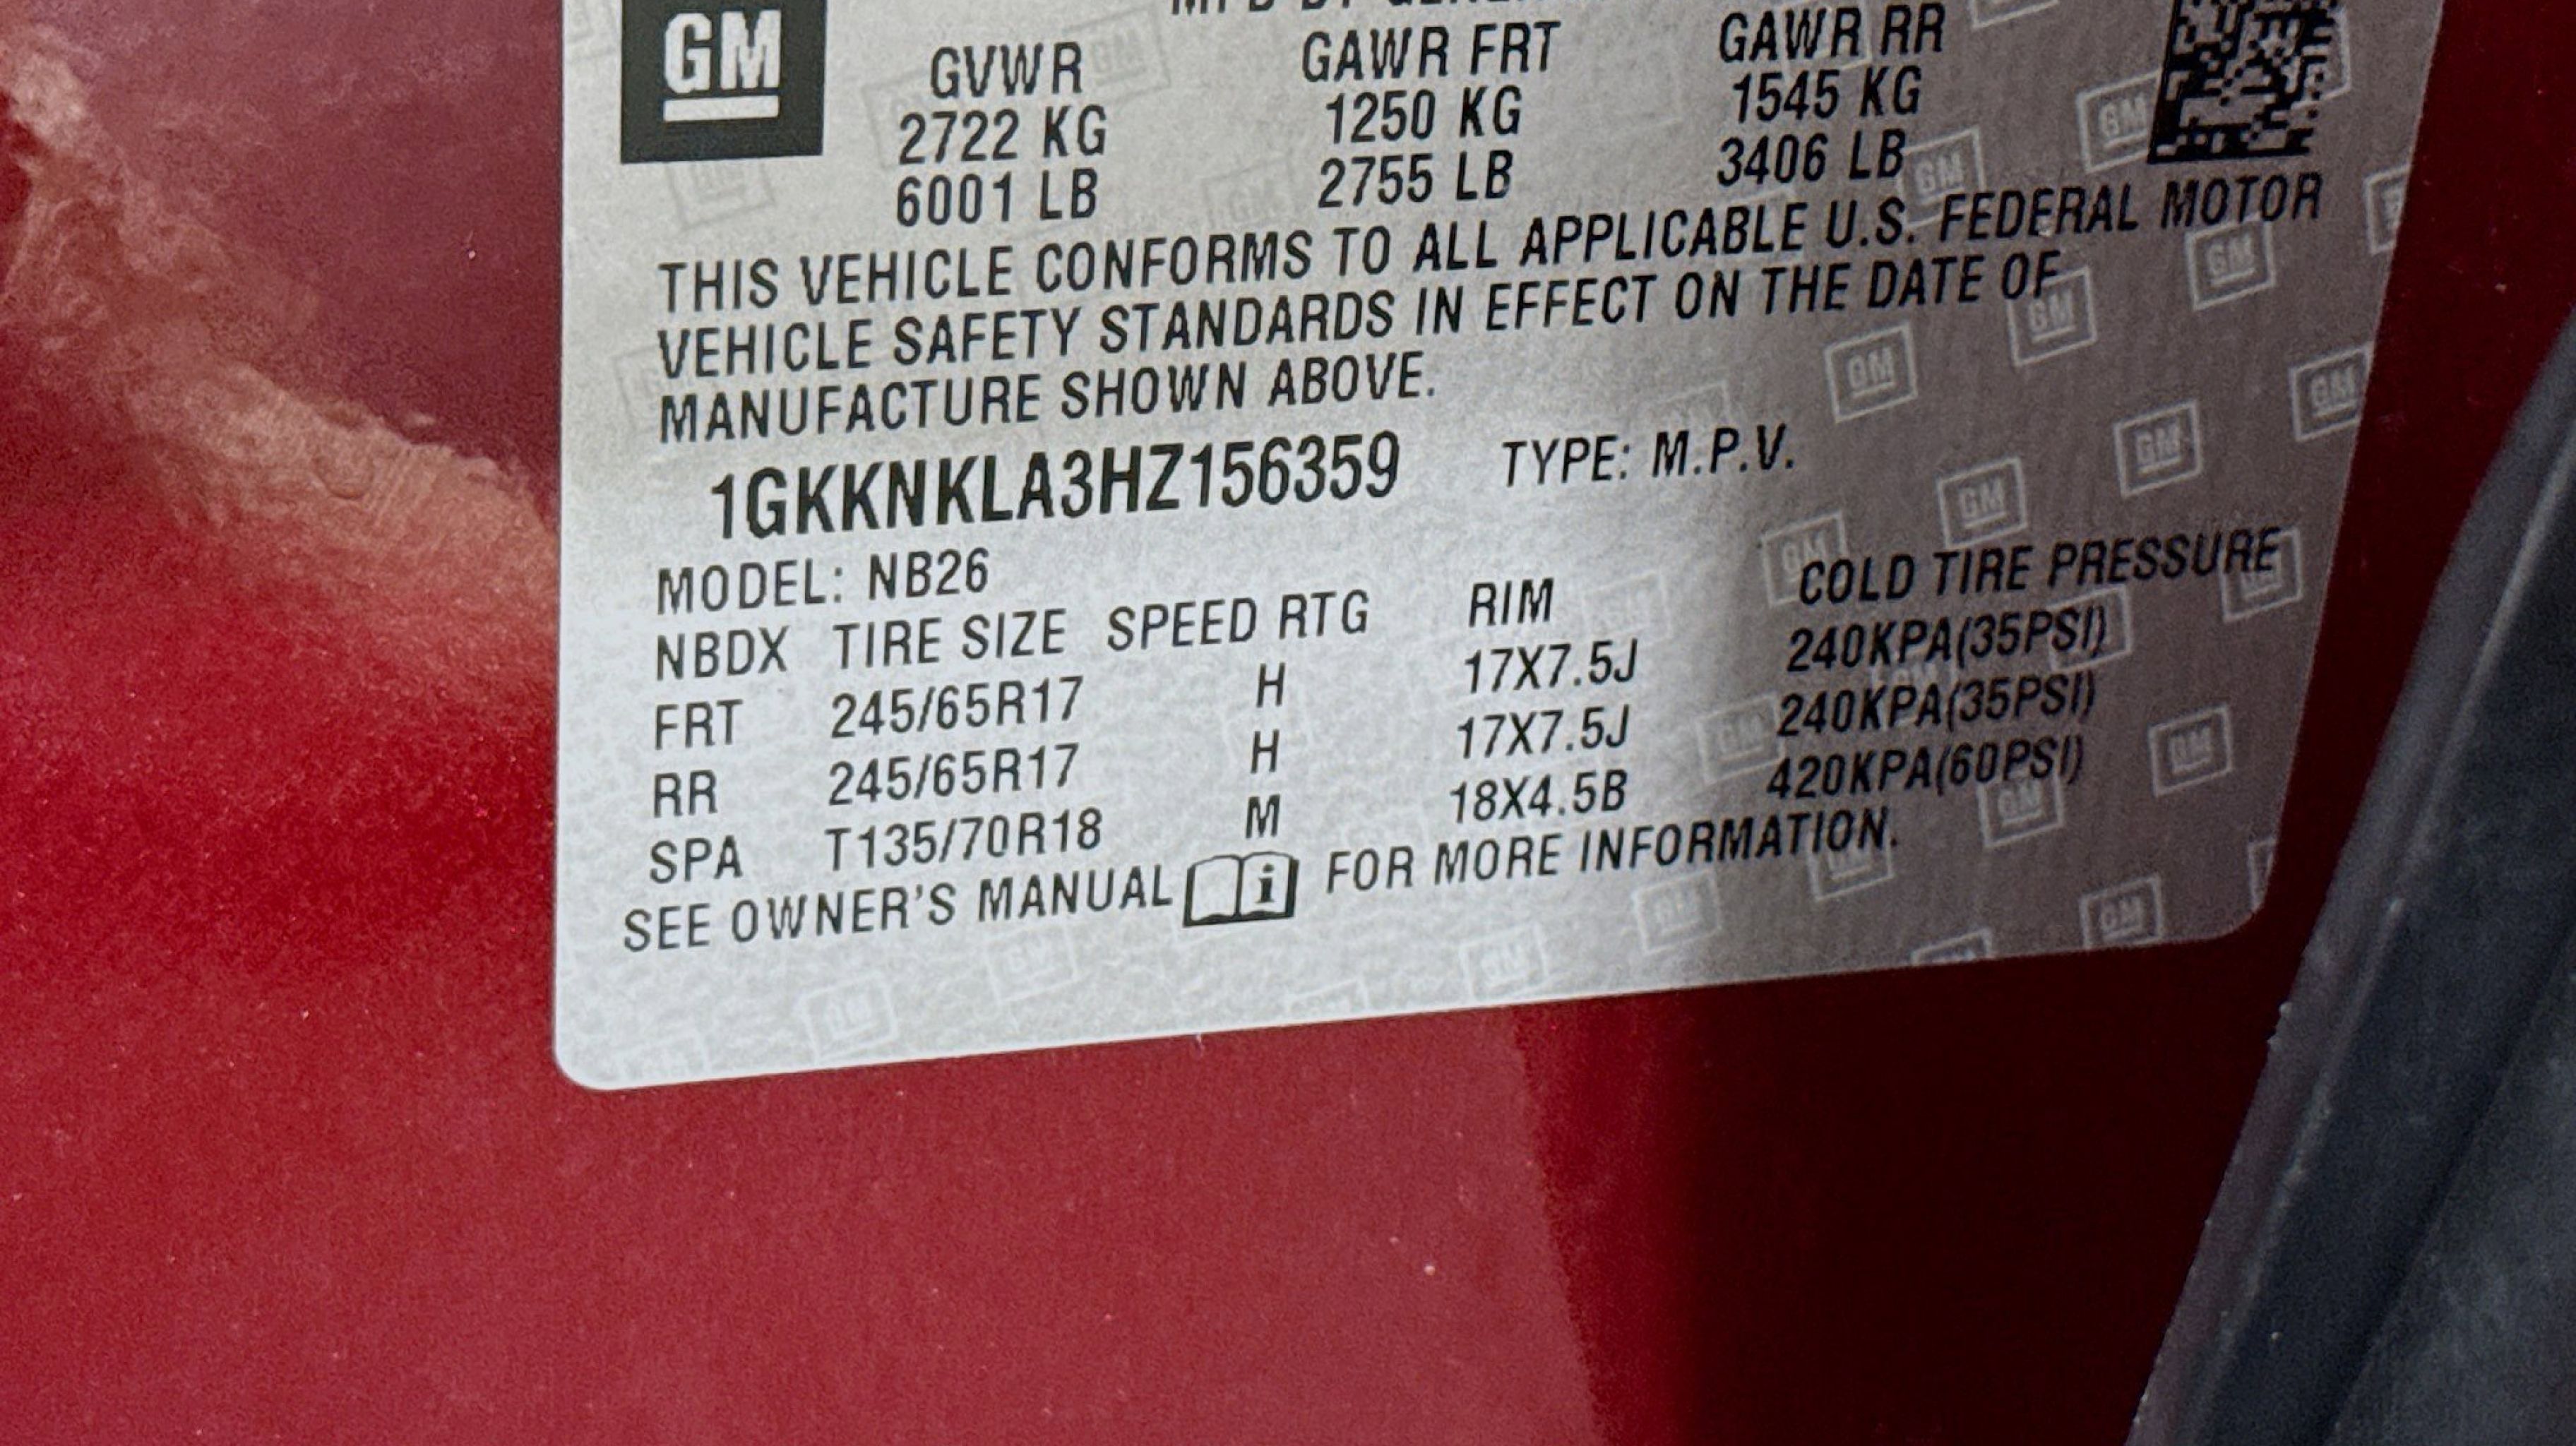 GM
GVWR GAWR FRT GAWR RR
2722 KG 1250 KG 1545 KG
6001 LB 2755 LB 3406 LB
THIS VEHICLE CONFORMS TO ALL APPLICABLE U.S. FEDERAL MOTOR
VEHICLE SAFETY STANDARDS IN EFFECT ON THE DATE OF
MANUFACTURE SHOWN ABOVE.
1GKKNKLA3HZ156359 TYPE: M.P.V.
MODEL: NB26
NBDX TIRE SIZE SPEED RTG RIM COLD TIRE PRESSURE
FRT 245/65R17 H 17X7.5J 240KPA(35PSI)
RR 245/65R17 H 17X7.5J 240KPA(35PSI)
SPA T135/70R18 M 18X4.5B 420KPA(60PSI)
SEE OWNER'S MANUAL i FOR MORE INFORMATION.